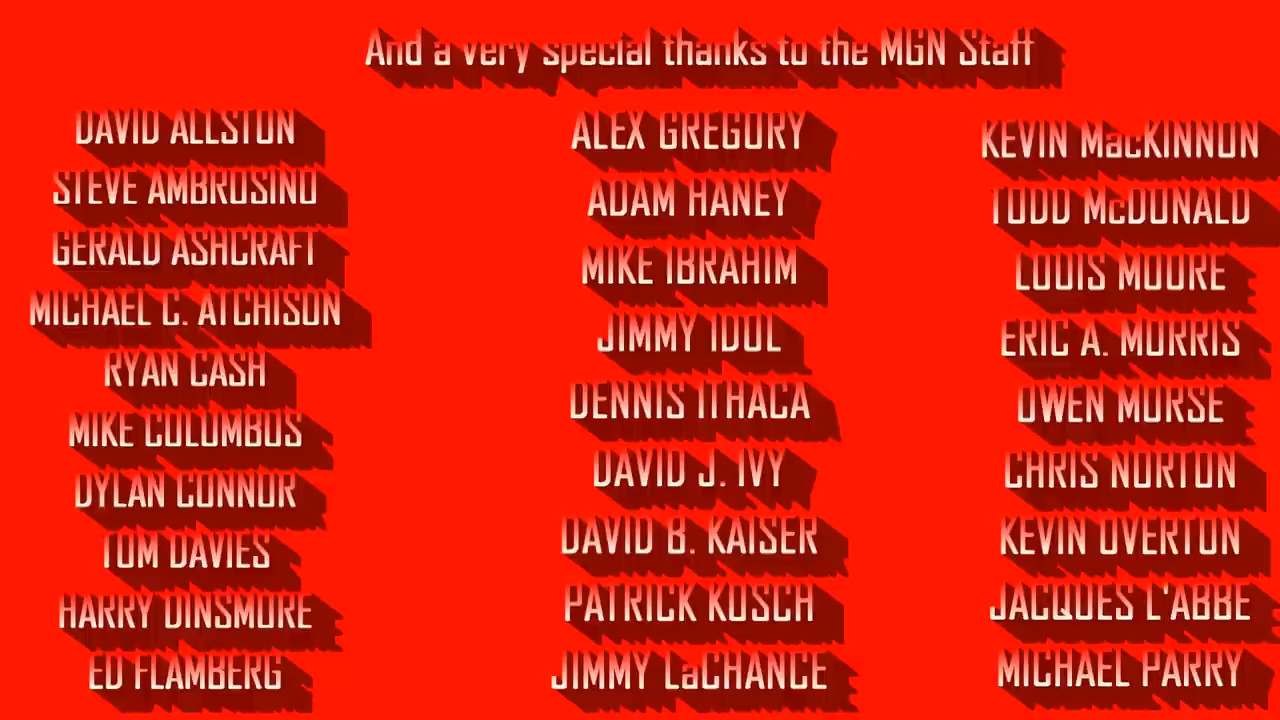 And a very special thanks to the MGN Staff
DAVID ALLSTON
STEVE AMBROSINO
GERALD ASHCRAFT
MICHAEL C. ATCHISON
RYAN CASH
MIKE COLUMBUS
DYLAN CONNOR
TOM DAVIES
HARRY DINSMORE
ED FLAMBERG
ALEX GREGORY
ADAM HANEY
MIKE IBRAHIM
JIMMY IDOL
DENNIS ITHACA
DAVID J. IVY
DAVID B. KAISER
PATRICK KUSCH
JIMMY LaCHANCE
KEVIN MacKINNON
TODD McDONALD
LOUIS MOORE
ERIC A. MORRIS
OWEN MORSE
CHRIS NORTON
KEVIN OVERTON
JACQUES L'ABBE
MICHAEL PARRY